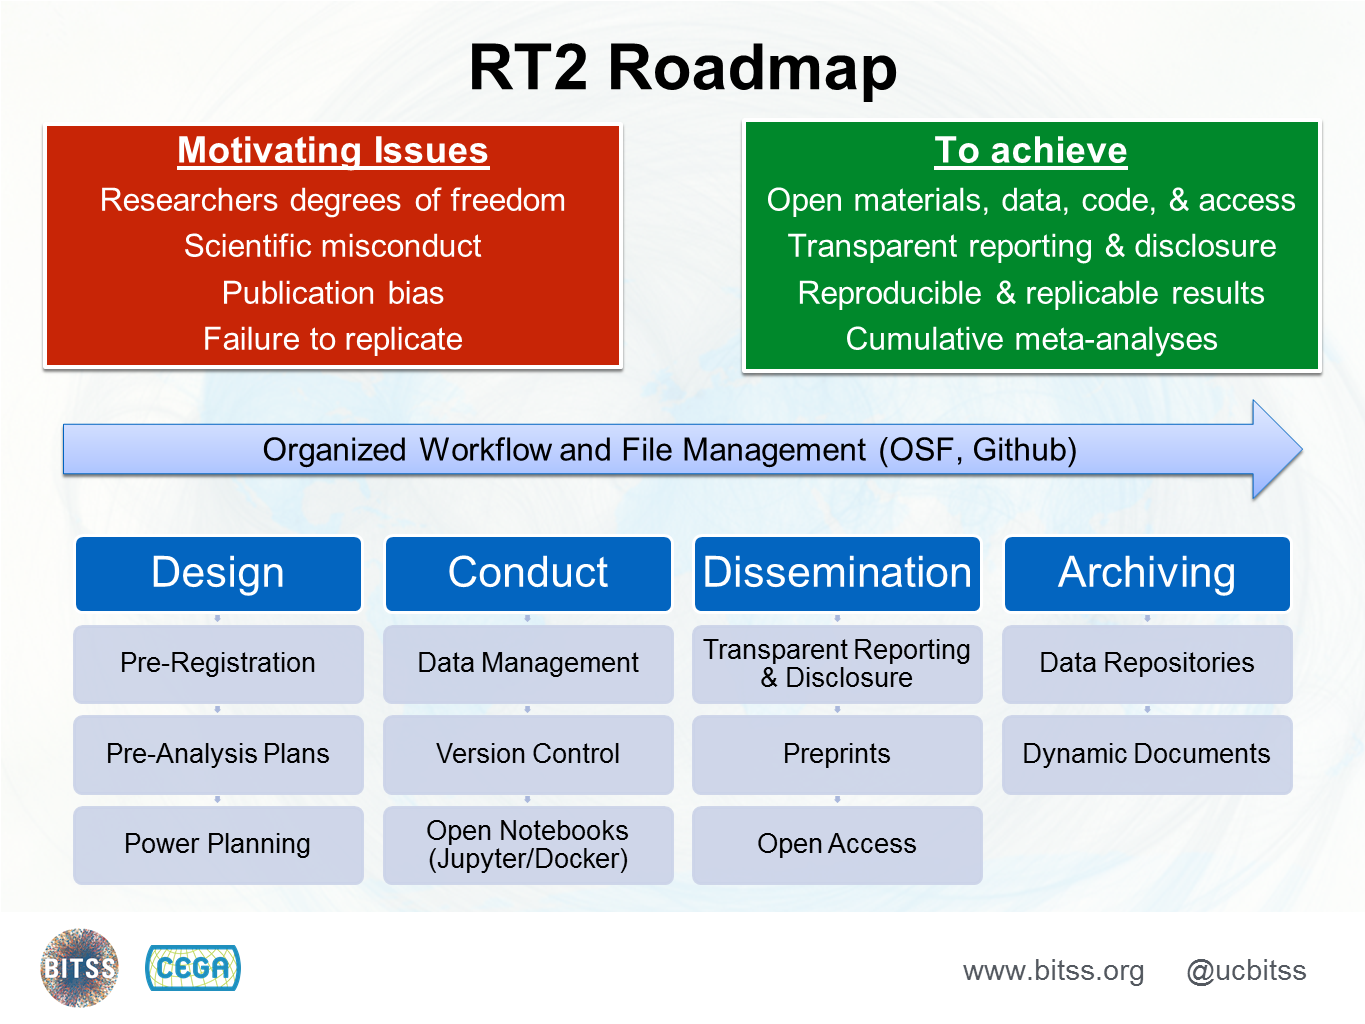 RT2 Roadmap
Motivating Issues
Researchers degrees of freedom
Scientific misconduct
Publication bias
Failure to replicate
To achieve
Open materials, data, code, & access
Transparent reporting & disclosure
Reproducible & replicable results
Cumulative meta-analyses
Organized Workflow and File Management (OSF, Github)
Design
Pre-Registration
Pre-Analysis Plans
Power Planning
Conduct
Data Management
Version Control
Open Notebooks
(Jupyter/Docker)
Dissemination
Transparent Reporting
& Disclosure
Preprints
Open Access
Archiving
Data Repositories
Dynamic Documents
BITSS
CEGA
www.bitss.org
@ucbitss